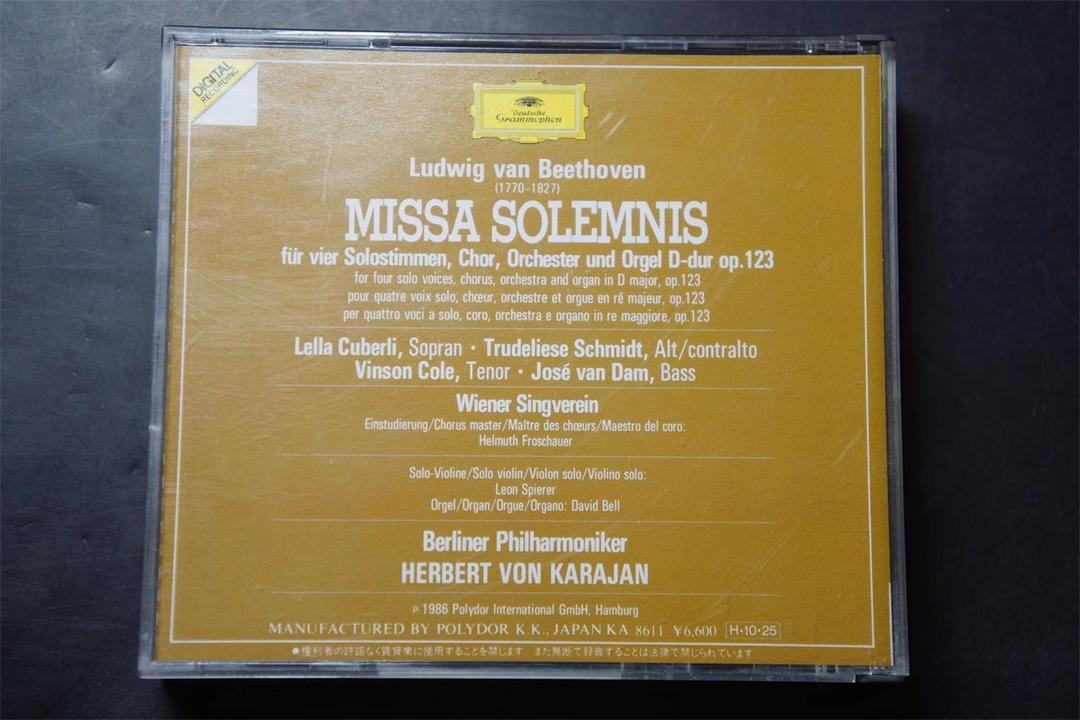 DIGITAL
RECORDING
Deutsche
Grammophon
Ludwig van Beethoven
(1770-1827)
MISSA SOLEMNIS
für vier Solostimmen, Chor, Orchester und Orgel D-dur op.123
for four solo voices, chorus, orchestra and organ in D major, op.123
pour quatre voix solo, chœur, orchestre et orgue en ré majeur, op.123
per quattro voci a solo, coro, orchestra e organo in re maggiore, op.123
Lella Cuberli, Sopran · Trudeliese Schmidt, Alt/contralto
Vinson Cole, Tenor · José van Dam, Bass
Wiener Singverein
Einstudierung/Chorus master/Maître des chœurs/Maestro del coro:
Helmuth Froschauer
Solo-Violine/Solo violin/Violon solo/Violino solo:
Leon Spierer
Orgel/Organ/Orgue/Organo: David Bell
Berliner Philharmoniker
HERBERT VON KARAJAN
℗ 1986 Polydor International GmbH, Hamburg
MANUFACTURED BY POLYDOR K.K., JAPAN KA 8611 ¥6,600 H·10·25
●権利者の許諾なく賃貸業に使用することを禁じます また無断で録音することは法律で禁じられています